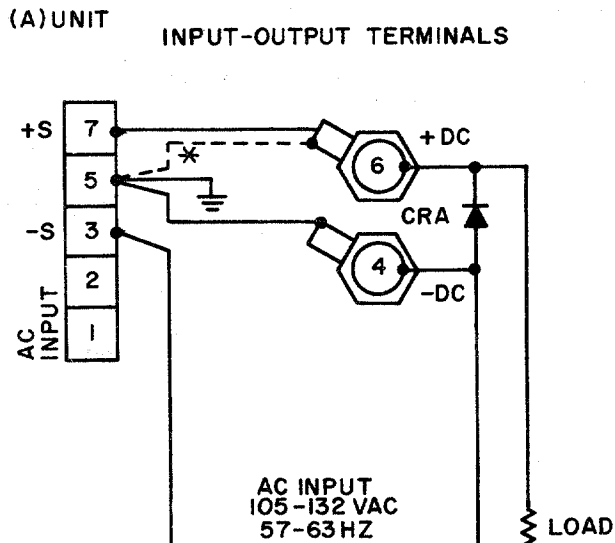 (A) UNIT
INPUT-OUTPUT TERMINALS
+S
7
6
+DC
5
CRA
-S
3
4
-DC
2
AC INPUT
1
AC INPUT
105-132 VAC
57-63 HZ
LOAD